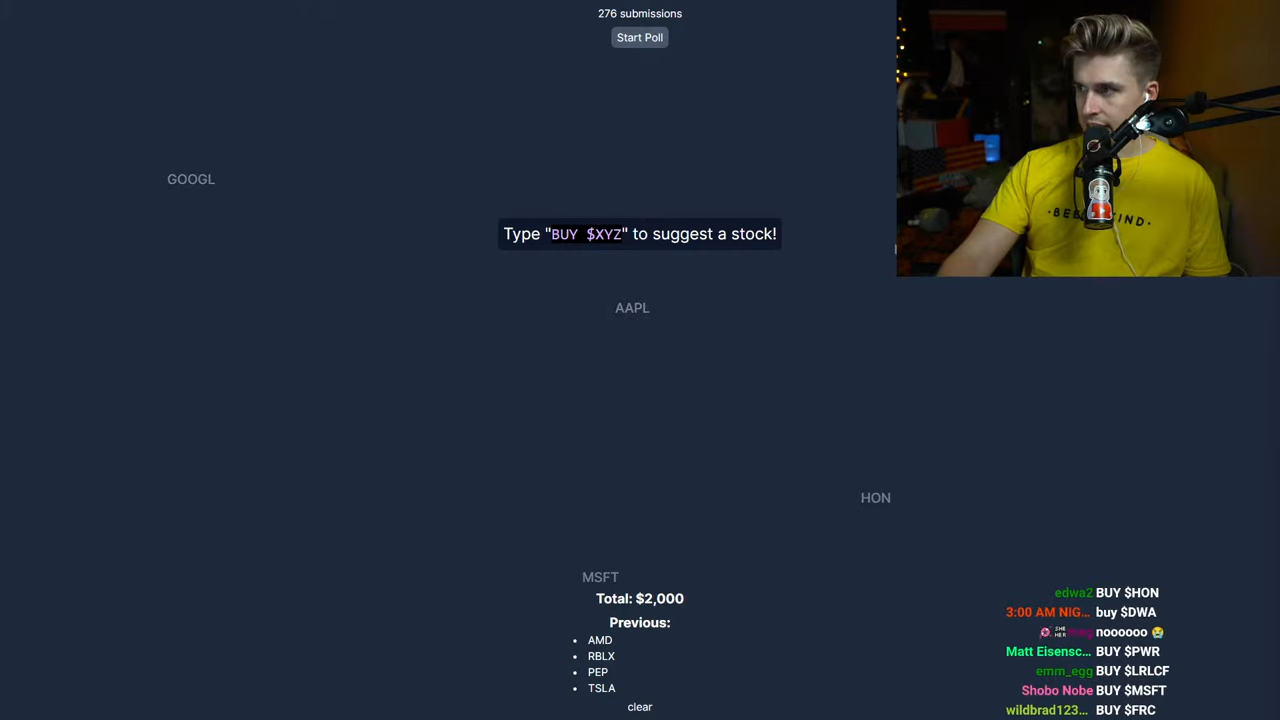 276 submissions
Start Poll
GOOGL
Type "BUY $XYZ" to suggest a stock!
AAPL
HON
MSFT
Total: $2,000
Previous:
• AMD
• RBLX
• PEP
• TSLA
clear
edwa2 BUY $HON
3:00 AM NIG... buy $DWA
SHE HER noooooo 😭
Matt Eisensc... BUY $PWR
emm_egg BUY $LRLCF
Shobo Nobe BUY $MSFT
wildbrad123... BUY $FRC